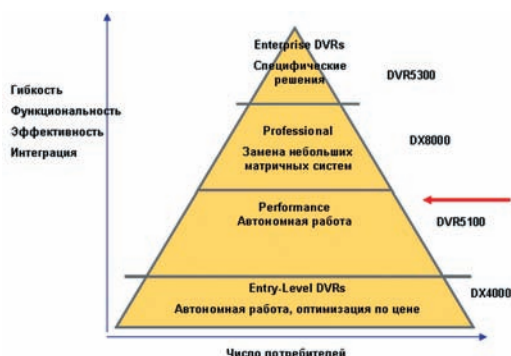 Enterprise DVRs
Специфические
решения
DVR5300
Гибкость
Функциональность
Эффективность
Интеграция
Professional
Замена небольших
матричных систем
DX8000
Performance
Автономная работа
DVR5100
Entry-Level DVRs
Автономная работа, оптимизация по цене
DX4000
Число потребителей